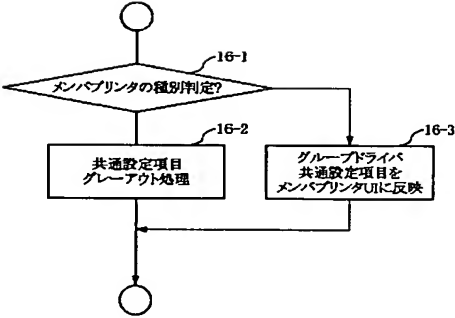 16-1
メンバプリンタの種別判定?
16-2
共通設定項目
グレーアウト処理
16-3
グループドライバ
共通設定項目を
メンバプリンタUIに反映